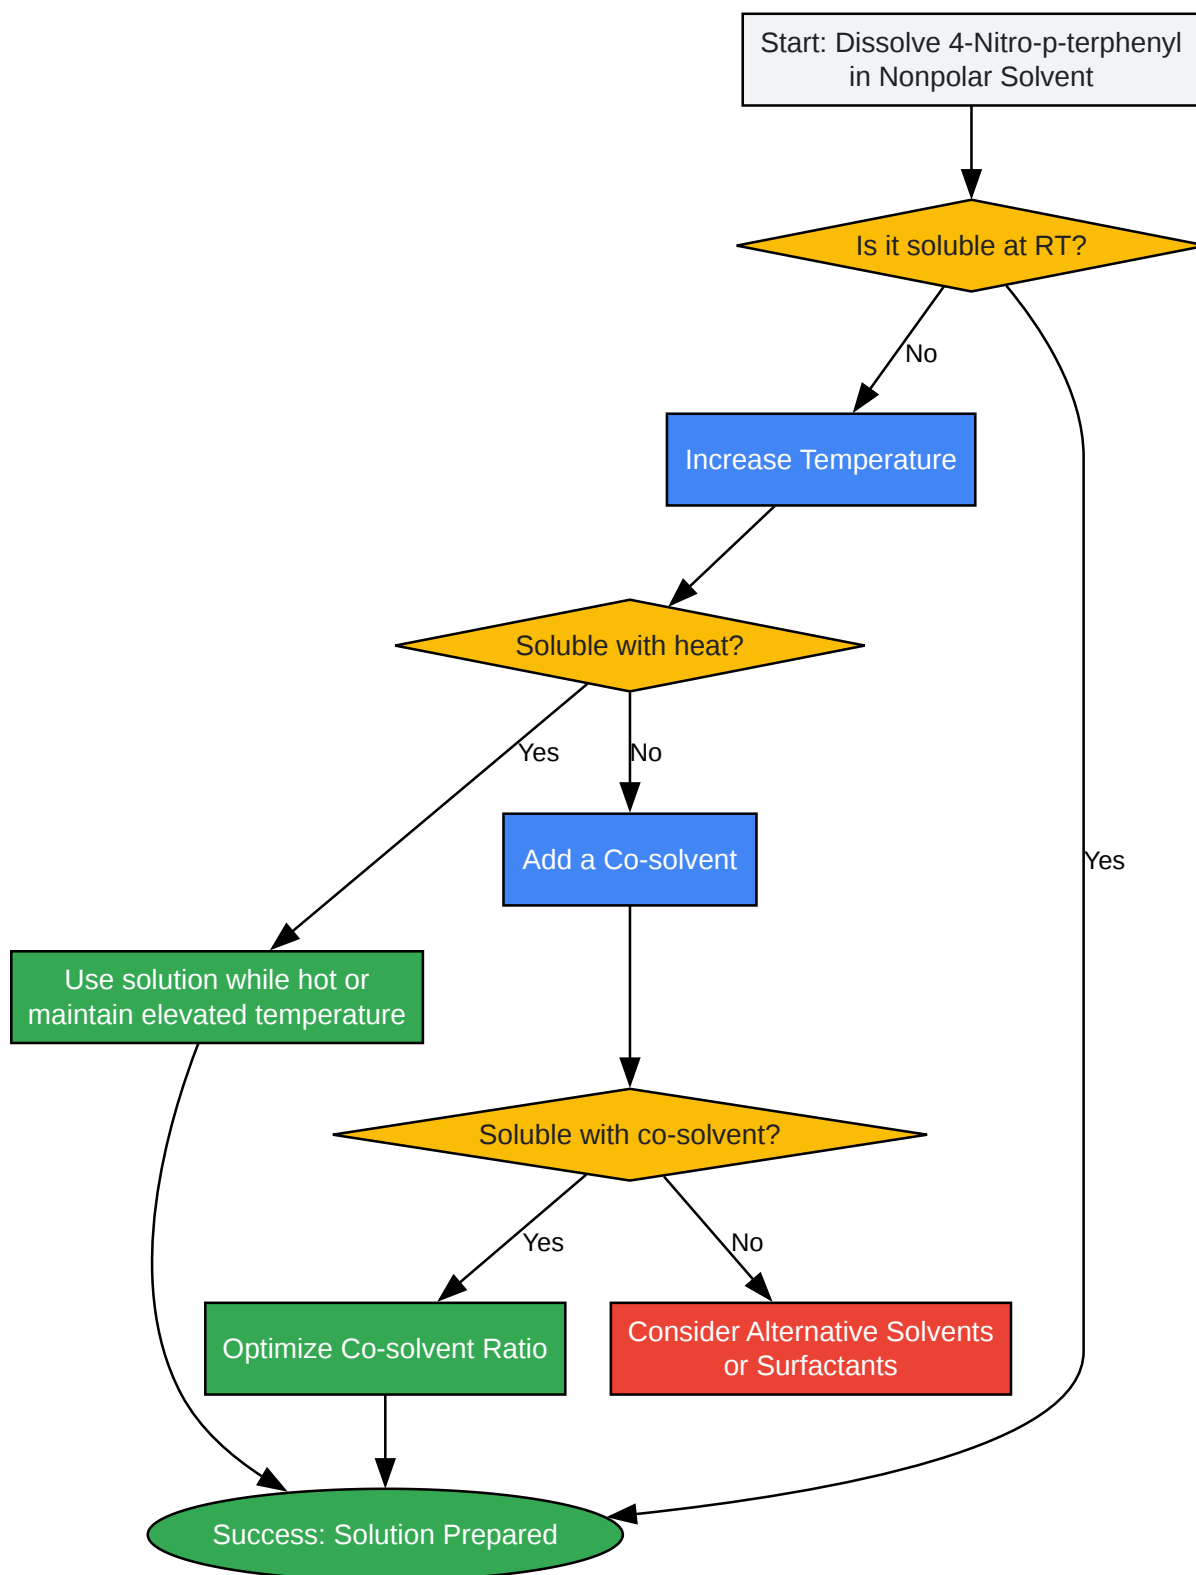 Start: Dissolve 4-Nitro-p-terphenyl
in Nonpolar Solvent
Is it soluble at RT?
No
Increase Temperature
Soluble with heat?
Yes
No
Add a Co-solvent
Yes
Use solution while hot or
maintain elevated temperature
Soluble with co-solvent?
Yes
No
Optimize Co-solvent Ratio
Consider Alternative Solvents
or Surfactants
Success: Solution Prepared